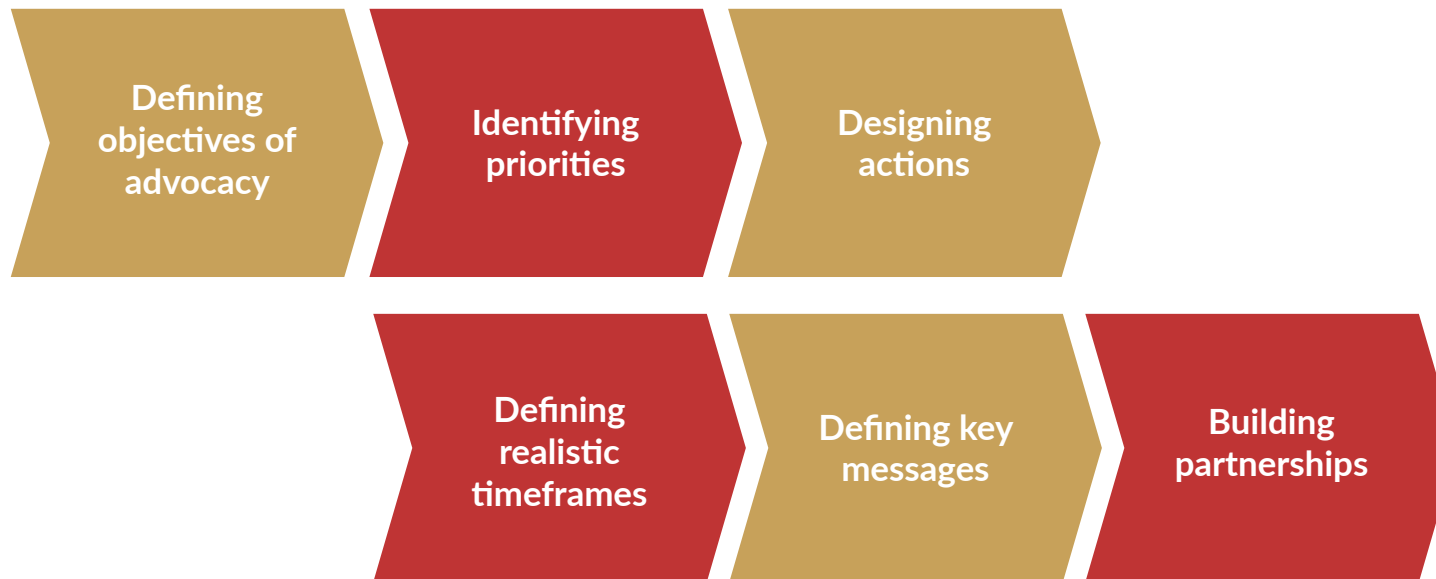 Defining
objectives of
advocacy
Identifying
priorities
Designing
actions
Defining
realistic
timeframes
Defining key
messages
Building
partnerships